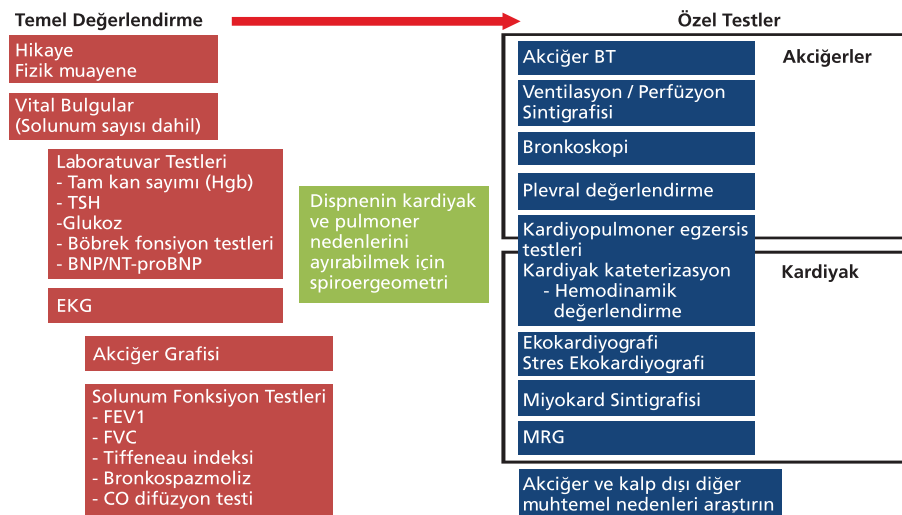 Temel Değerlendirme
Hikaye
Fizik muayene
Vital Bulgular
(Solunum sayısı dahil)
Laboratuvar Testleri
- Tam kan sayımı (Hgb)
- TSH
-Glukoz
- Böbrek fonsiyon testleri
- BNP/NT-proBNP
EKG
Akciğer Grafisi
Solunum Fonksiyon Testleri
- FEV1
- FVC
- Tiffeneau indeksi
- Bronkospazmoliz
- CO difüzyon testi
Dispnenin kardiyak
ve pulmoner
nedenlerini
ayırabilmek için
spiroergeometri
Özel Testler
Akciğerler
Akciğer BT
Ventilasyon / Perfüzyon
Sintigrafisi
Bronkoskopi
Plevral değerlendirme
Kardiyopulmoner egzersis
testleri
Kardiyak kateterizasyon
- Hemodinamik
değerlendirme
Kardiyak
Ekokardiyografi
Stres Ekokardiyografi
Miyokard Sintigrafisi
MRG
Akciğer ve kalp dışı diğer
muhtemel nedenleri araştırın